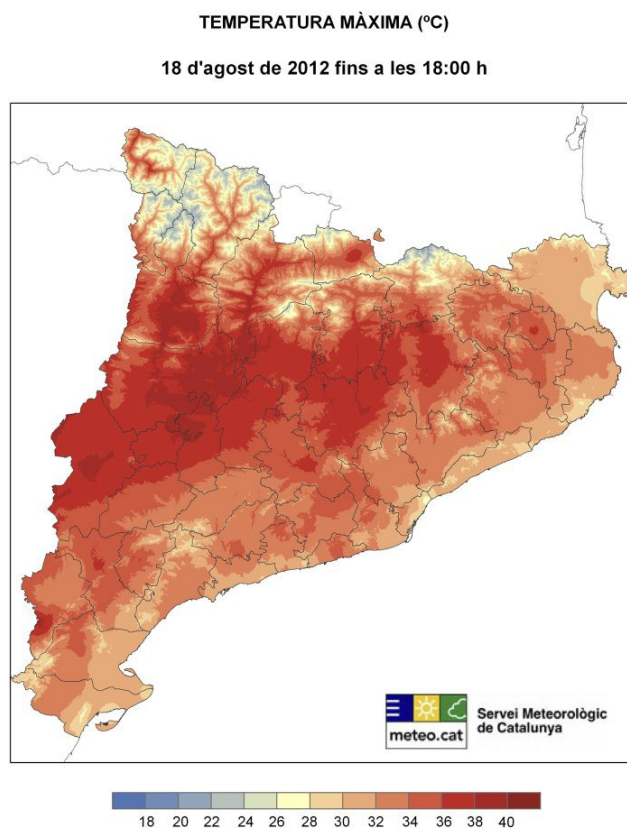 TEMPERATURA MÀXIMA (ºC)
18 d'agost de 2012 fins a les 18:00 h
meteo.cat
Servei Meteorològic
de Catalunya
18 20 22 24 26 28 30 32 34 36 38 40